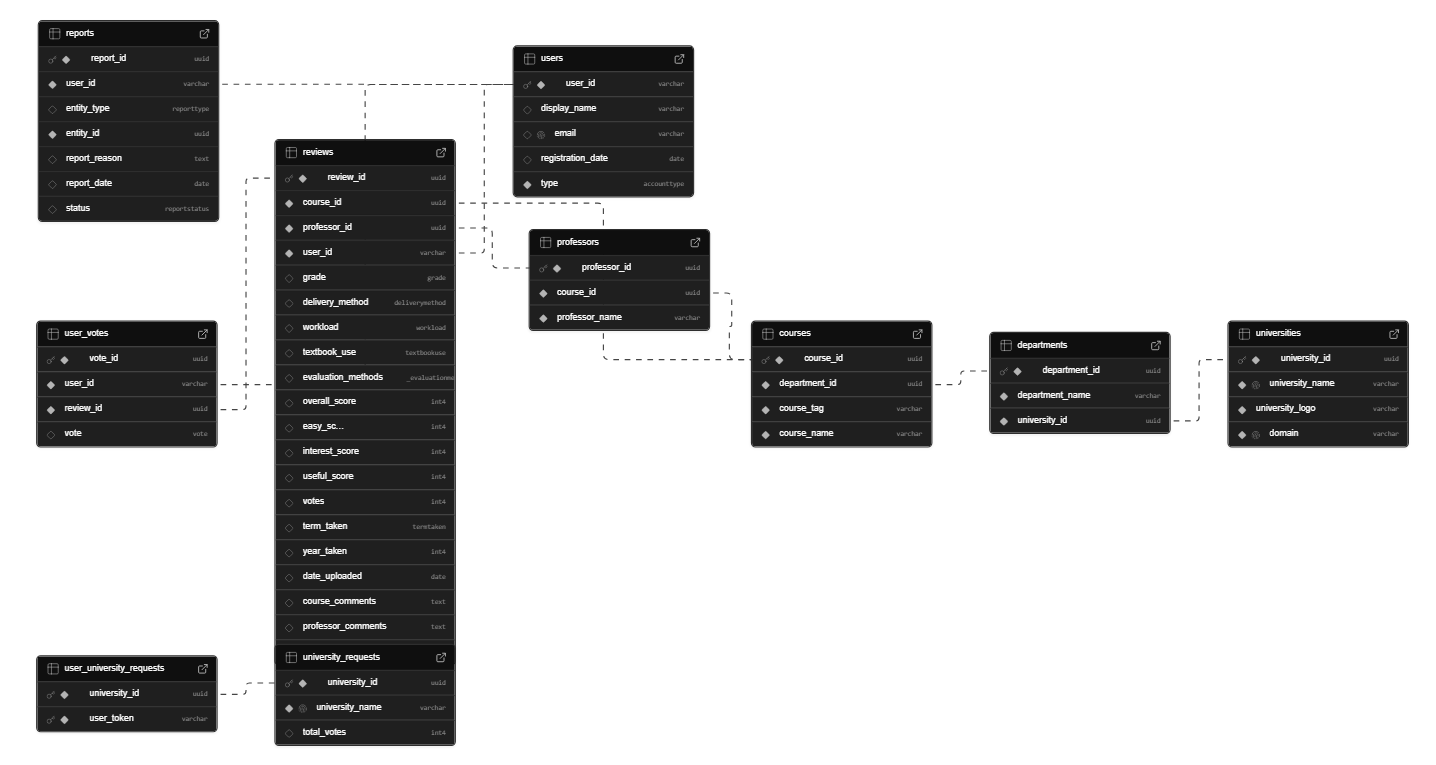 reports
report_id uuid
user_id varchar
entity_type reporttype
entity_id uuid
report_reason text
report_date date
status reportstatus
users
user_id varchar
display_name varchar
email varchar
registration_date date
type accounttype
reviews
review_id uuid
course_id uuid
professor_id uuid
user_id varchar
grade grade
delivery_method deliverymethod
workload workload
textbook_use textbookuse
evaluation_methods _evaluationme
overall_score int4
easy_sc... int4
interest_score int4
useful_score int4
votes int4
term_taken termtaken
year_taken int4
date_uploaded date
course_comments text
professor_comments text
professors
professor_id uuid
course_id uuid
professor_name varchar
user_votes
vote_id uuid
user_id varchar
review_id uuid
vote vote
courses
course_id uuid
department_id uuid
course_tag varchar
course_name varchar
departments
department_id uuid
department_name varchar
university_id uuid
universities
university_id uuid
university_name varchar
university_logo varchar
domain varchar
user_university_requests
university_id uuid
user_token varchar
university_requests
university_id uuid
university_name varchar
total_votes int4